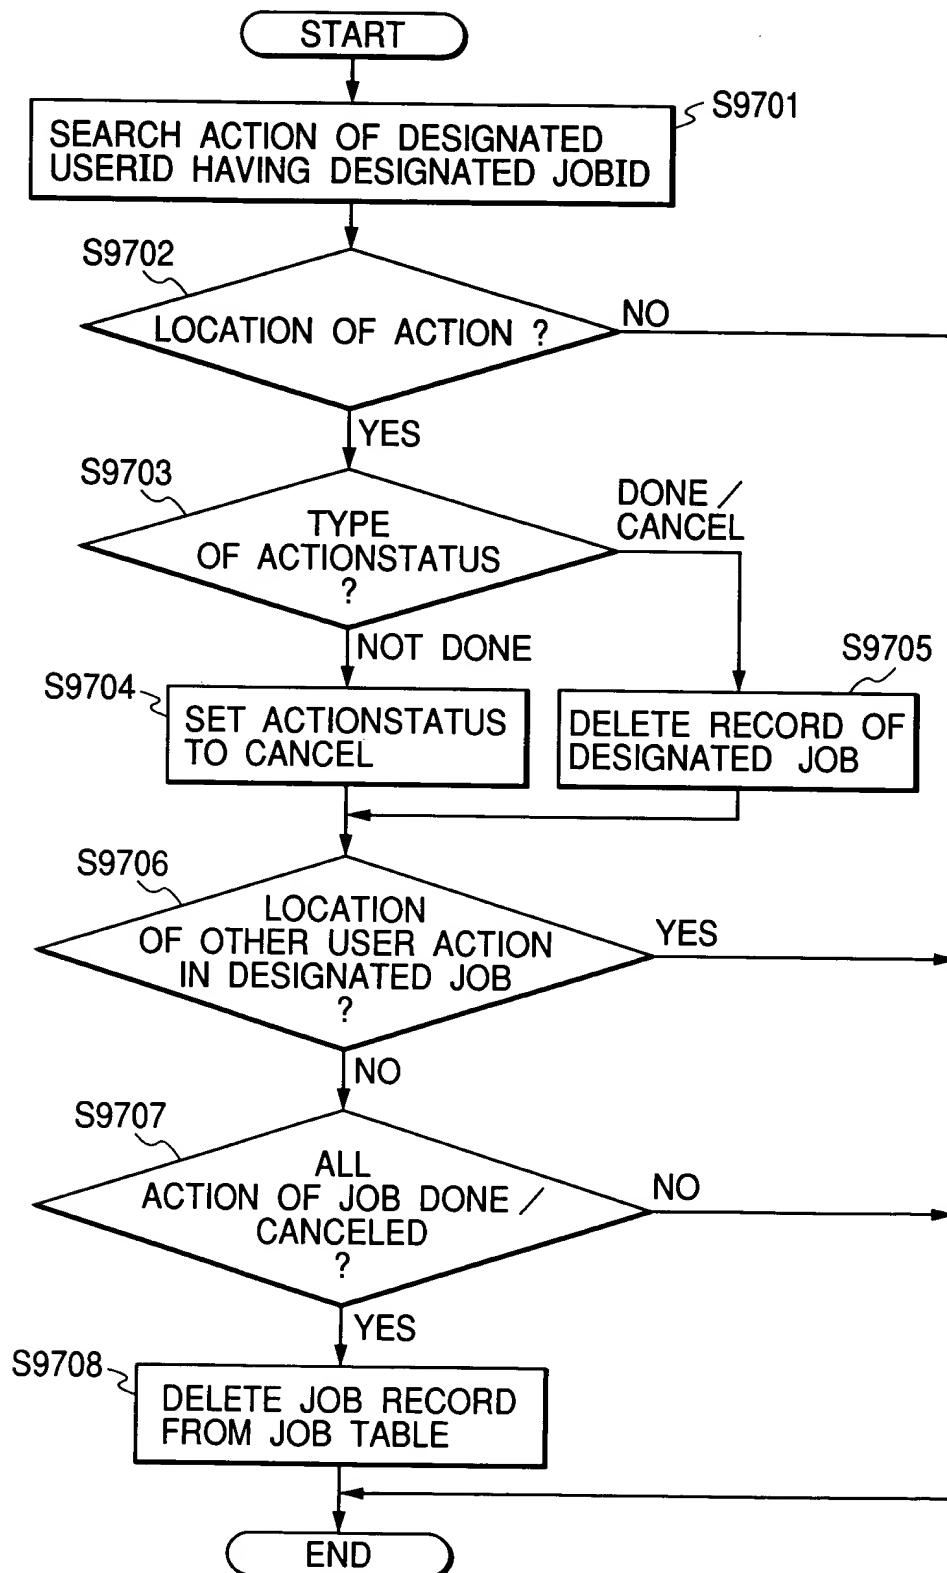 START
S9701
SEARCH ACTION OF DESIGNATED
USERID HAVING DESIGNATED JOBID
S9702
LOCATION OF ACTION ?
NO
YES
S9703
TYPE
OF ACTIONSTATUS
?
DONE /
CANCEL
NOT DONE
S9704
SET ACTIONSTATUS
TO CANCEL
S9705
DELETE RECORD OF
DESIGNATED JOB
S9706
LOCATION
OF OTHER USER ACTION
IN DESIGNATED JOB
?
YES
NO
S9707
ALL
ACTION OF JOB DONE /
CANCELED
?
NO
YES
S9708
DELETE JOB RECORD
FROM JOB TABLE
END